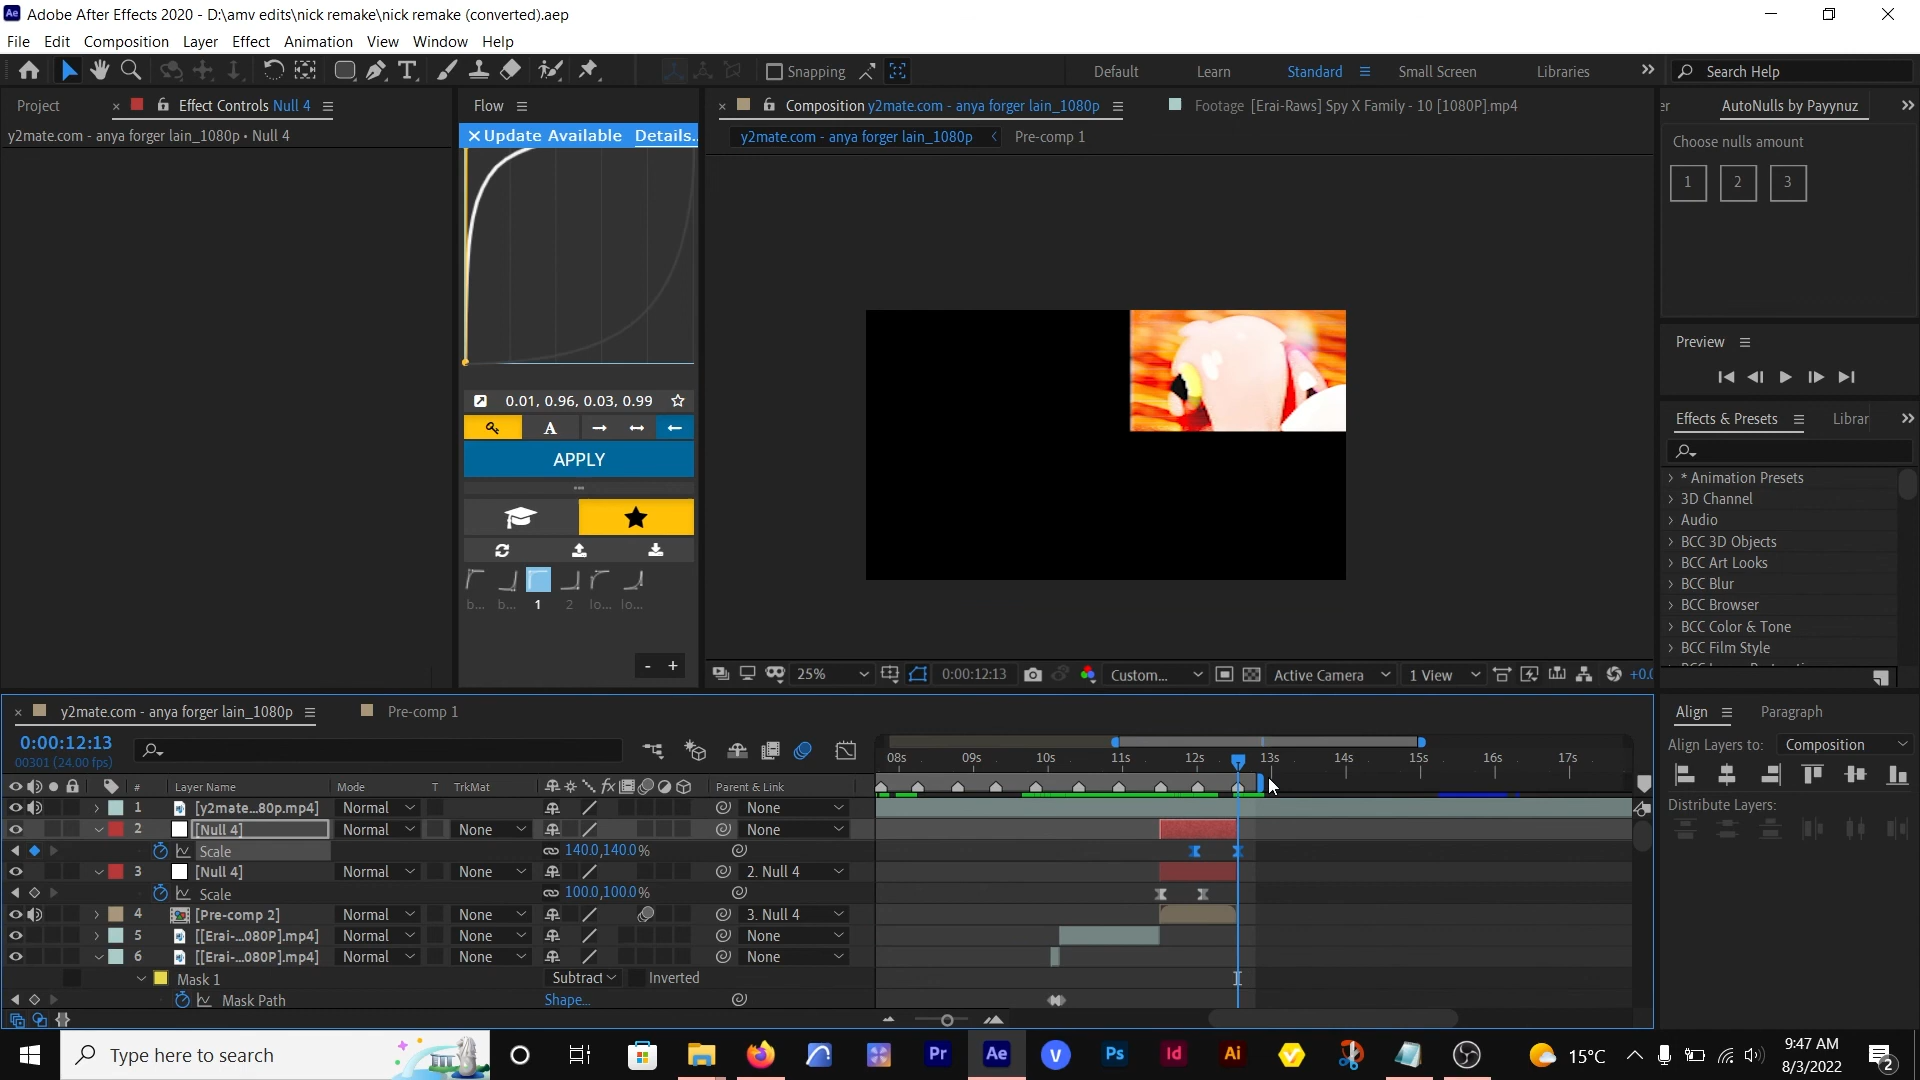 Adobe After Effects 2020 - D:\amv edits\nick remake\nick remake (converted).aep
File Edit Composition Layer Effect Animation View Window Help
Snapping Default Learn Standard Small Screen Libraries Search Help
Project Effect Controls Null 4
y2mate.com - anya forger lain_1080p • Null 4
Flow
Update Available Details..
0.01, 0.96, 0.03, 0.99
A
APPLY
b... b... 1 2 lo... lo...
- +
Composition y2mate.com - anya forger lain_1080p Footage [Erai-Raws] Spy X Family - 10 [1080P].mp4
y2mate.com - anya forger lain_1080p Pre-comp 1
25% 0:00:12:13 Custom... Active Camera 1 View +0.0
er AutoNulls by Payynuz
Choose nulls amount
1 2 3
Preview
Effects & Presets Librar
* Animation Presets
3D Channel
Audio
BCC 3D Objects
BCC Art Looks
BCC Blur
BCC Browser
BCC Color & Tone
BCC Film Style
Align Paragraph
Align Layers to: Composition
Distribute Layers:
y2mate.com - anya forger lain_1080p Pre-comp 1
0:00:12:13
00301 (24.00 fps)
08s 09s 10s 11s 12s 13s 14s 15s 16s 17s
# Layer Name Mode T TrkMat fx Parent & Link
1 [y2mate...80p.mp4] Normal None
2 [Null 4] Normal None None
Scale 140.0,140.0%
3 [Null 4] Normal None 2. Null 4
Scale 100.0,100.0%
4 [Pre-comp 2] Normal None 3. Null 4
5 [[Erai-...080P].mp4] Normal None None
6 [[Erai-...080P].mp4] Normal None None
Mask 1 Subtract Inverted
Mask Path Shape...
Type here to search Pr Ae V Ps Id Ai 15°C 9:47 AM
8/3/2022 2